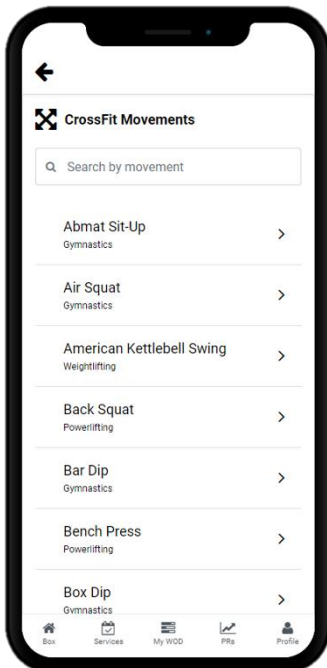 CrossFit Movements
Search by movement
Abmat Sit-Up
Gymnastics
Air Squat
Gymnastics
American Kettlebell Swing
Weightlifting
Back Squat
Powerlifting
Bar Dip
Gymnastics
Bench Press
Powerlifting
Box Dip
Gymnastics
Box Services My WOD PRs Profile